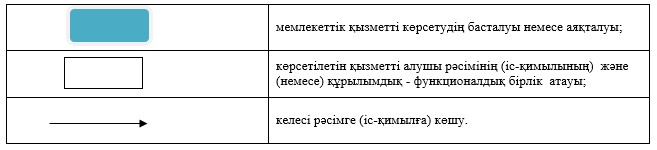 мемлекеттік қызметті көрсетудің басталуы немесе аяқталуы;
көрсетілетін қызметті алушы рәсімінің (іс-қимылының) және
(немесе) құрылымдық - функционалдық бірлік атауы;
келесі рәсімге (іс-қимылға) көшу.